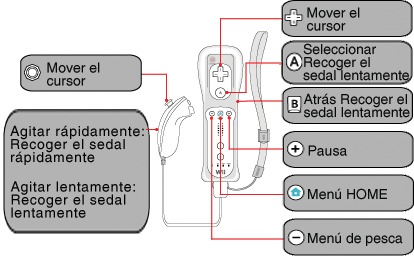 Mover el
cursor
Seleccionar
A
Recoger el
sedal lentamente
Mover el
cursor
B
Atrás Recoger el
sedal lentamente
Agitar rápidamente:
Recoger el sedal
rápidamente
Agitar lentamente:
Recoger el sedal
lentamente
+ Pausa
Menú HOME
− Menú de pesca
A
Wii